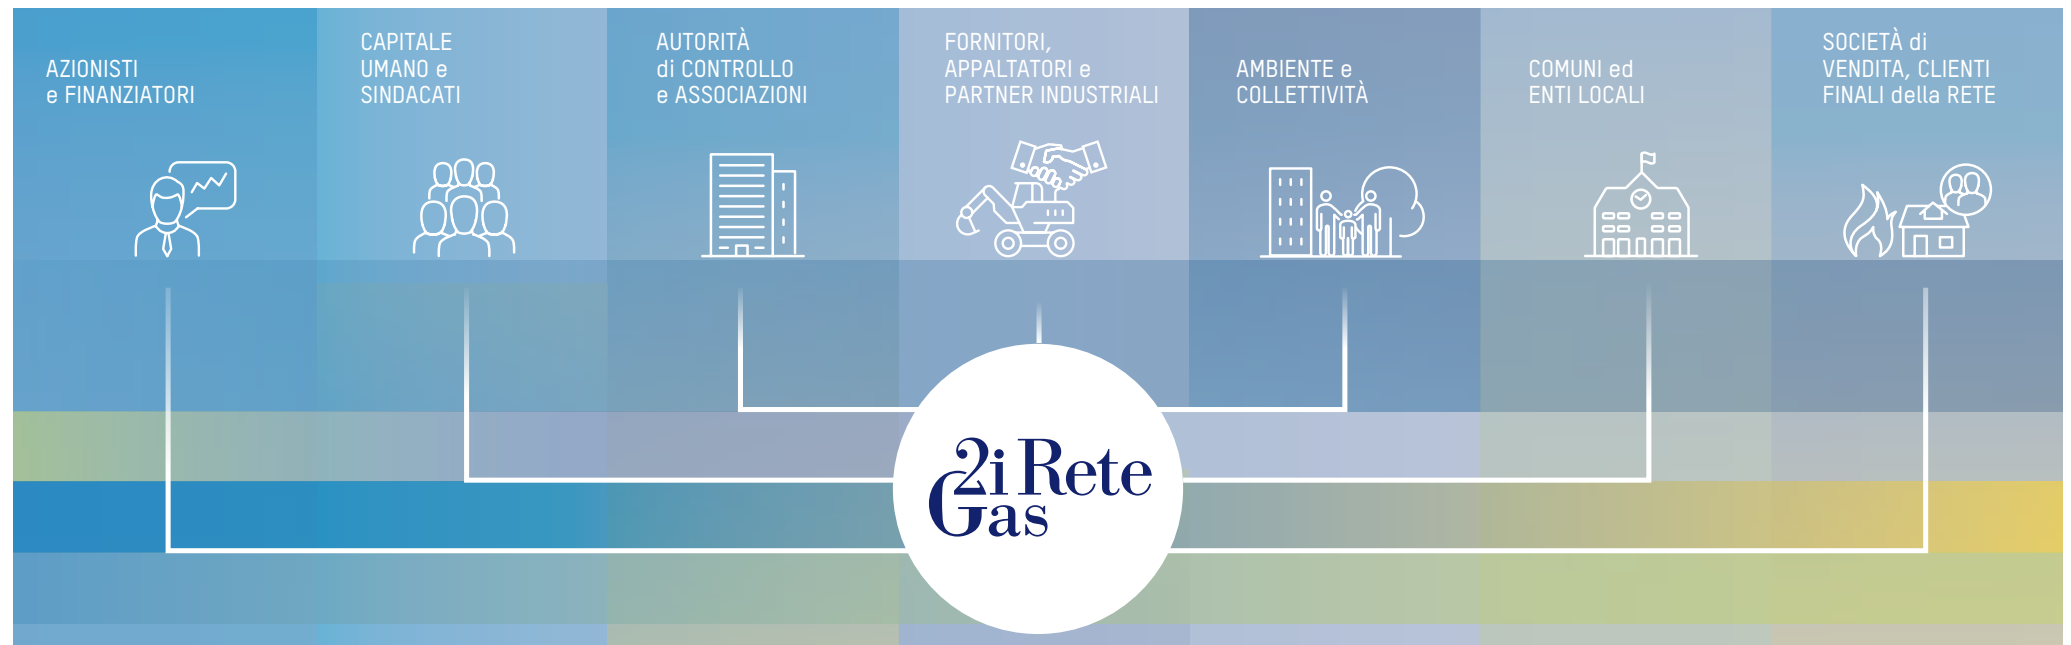 AZIONISTI
e FINANZIATORI
CAPITALE
UMANO e
SINDACATI
AUTORITÀ
di CONTROLLO
e ASSOCIAZIONI
FORNITORI,
APPALTATORI e
PARTNER INDUSTRIALI
AMBIENTE e
COLLETTIVITÀ
COMUNI ed
ENTI LOCALI
SOCIETÀ di
VENDITA, CLIENTI
FINALI della RETE
2i Rete
Gas